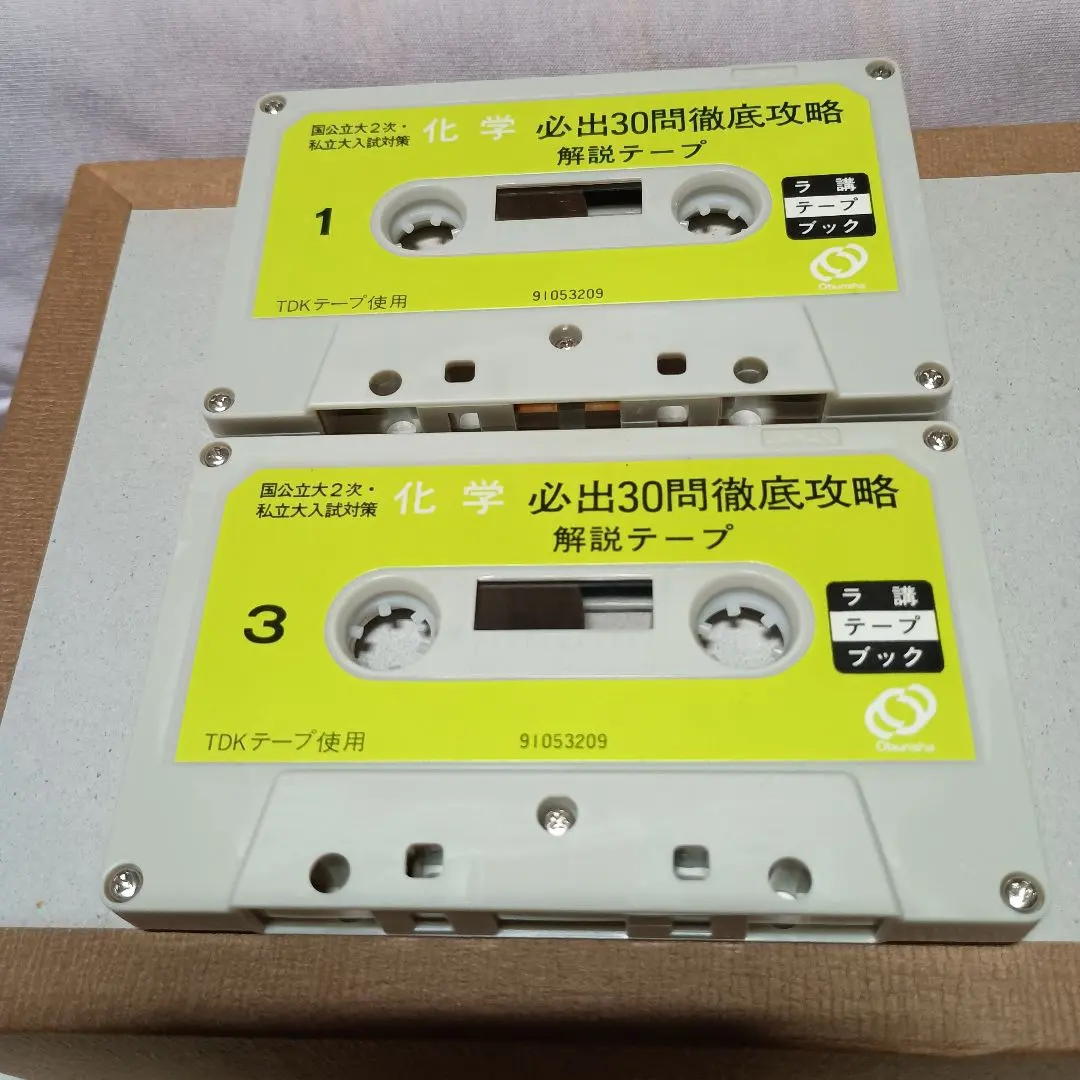 国公立大2次・
私立大入試対策
化学 必出30問徹底攻略
解説テープ
1
ラ講
テープ
ブック
Obunsha
TDKテープ使用
91053209
国公立大2次・
私立大入試対策
化学 必出30問徹底攻略
解説テープ
3
ラ講
テープ
ブック
Obunsha
TDKテープ使用
91053209